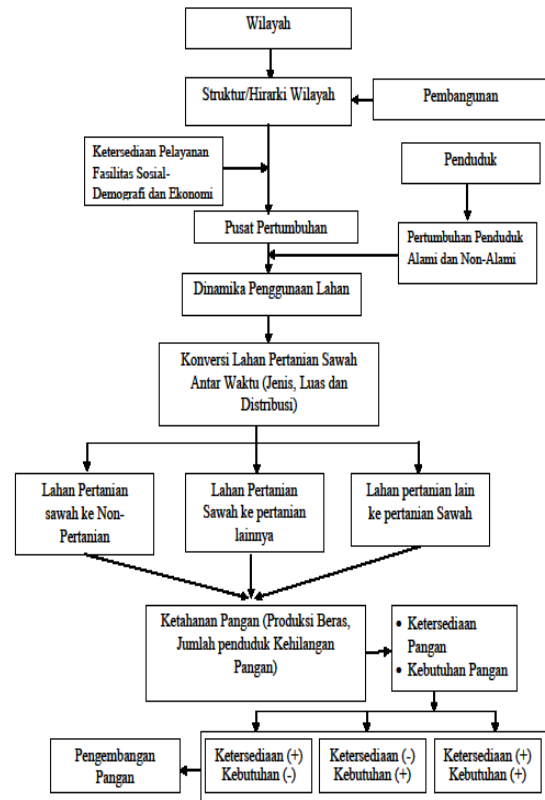 Wilayah
Struktur/Hirarki Wilayah
Pembangunan
Ketersediaan Pelayanan
Fasilitas Sosial-
Demografi dan Ekonomi
Penduduk
Pusat Pertumbuhan
Pertumbuhan Penduduk
Alami dan Non-Alami
Dinamika Penggunaan Lahan
Konversi Lahan Pertanian Sawah
Antar Waktu (Jenis, Luas dan
Distribusi)
Lahan Pertanian
sawah ke Non-
Pertanian
Lahan Pertanian
Sawah ke pertanian
lainnya
Lahan pertanian lain
ke pertanian Sawah
Ketahanan Pangan (Produksi Beras,
Jumlah penduduk Kehilangan
Pangan)
• Ketersediaan
Pangan
• Kebutuhan Pangan
Pengembangan
Pangan
Ketersediaan (+)
Kebutuhan (-)
Ketersediaan (-)
Kebutuhan (+)
Ketersediaan (+)
Kebutuhan (+)